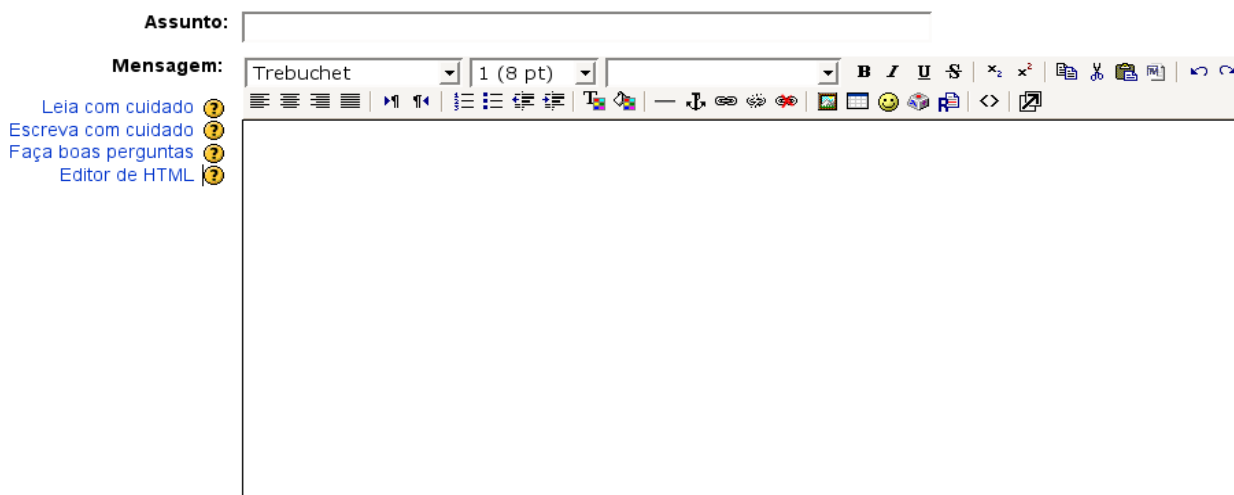 Assunto:
Mensagem:
Trebuchet
1 (8 pt)
Leia com cuidado
Escreva com cuidado
Faça boas perguntas
Editor de HTML